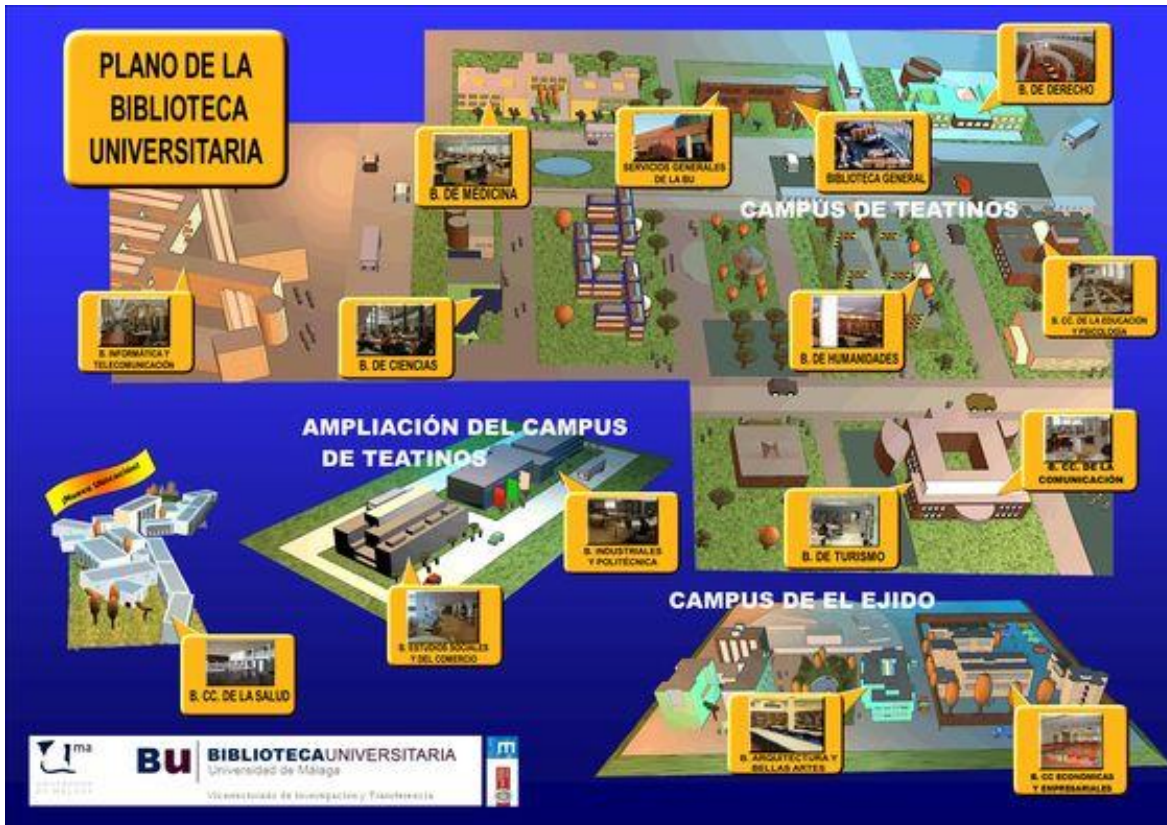 PLANO DE LA
BIBLIOTECA
UNIVERSITARIA
B. DE MEDICINA
SERVICIOS GENERALES
DE LA BU
BIBLIOTECA GENERAL
B. DE DERECHO
CAMPUS DE TEATINOS
B. INFORMÁTICA Y
TELECOMUNICACIÓN
B. DE CIENCIAS
B. DE HUMANIDADES
B. CC. DE LA EDUCACIÓN
Y PSICOLOGÍA
AMPLIACIÓN DEL CAMPUS
DE TEATINOS
¡Nueva Ubicación!
B. INDUSTRIALES
Y POLITÉCNICA
B. DE TURISMO
B. CC. DE LA
COMUNICACIÓN
B. ESTUDIOS SOCIALES
Y DEL COMERCIO
B. CC. DE LA SALUD
CAMPUS DE EL EJIDO
B. ARQUITECTURA Y
BELLAS ARTES
B. CC ECONÓMICAS
Y EMPRESARIALES
uma
BU BIBLIOTECAUNIVERSITARIA
Universidad de Málaga
Vicerrectorado de Investigación y Transferencia